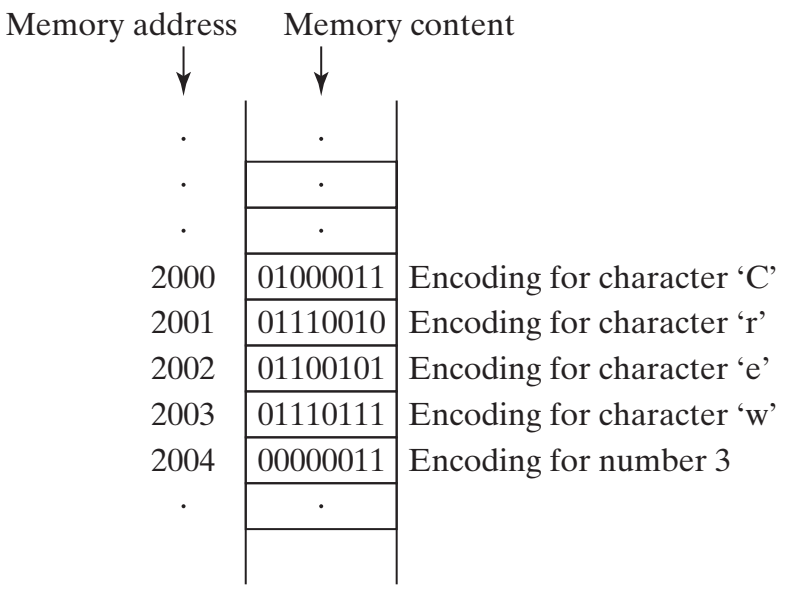 Memory address Memory content
. .
. .
. .
2000 01000011 Encoding for character ‘C’
2001 01110010 Encoding for character ‘r’
2002 01100101 Encoding for character ‘e’
2003 01110111 Encoding for character ‘w’
2004 00000011 Encoding for number 3
. .